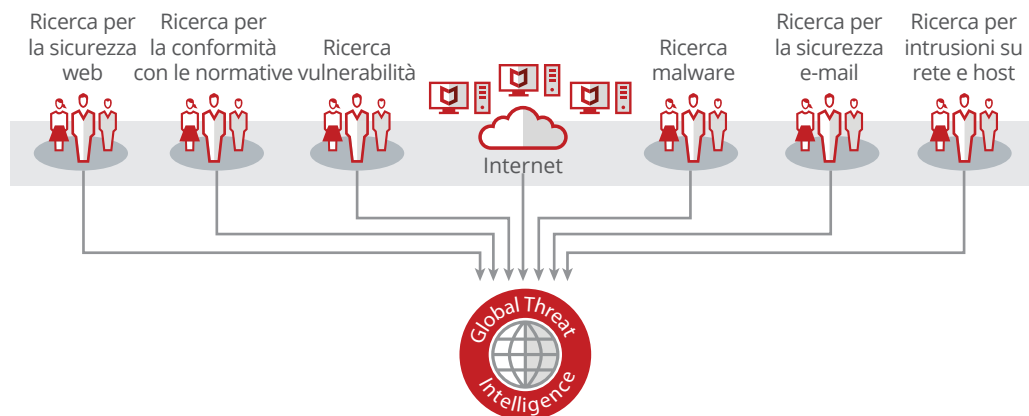 Ricerca per
la sicurezza
web
Ricerca per
la conformità
con le normative
Ricerca
vulnerabilità
Internet
Ricerca
malware
Ricerca per
la sicurezza
e-mail
Ricerca per
intrusioni su
rete e host
Global Threat
Intelligence